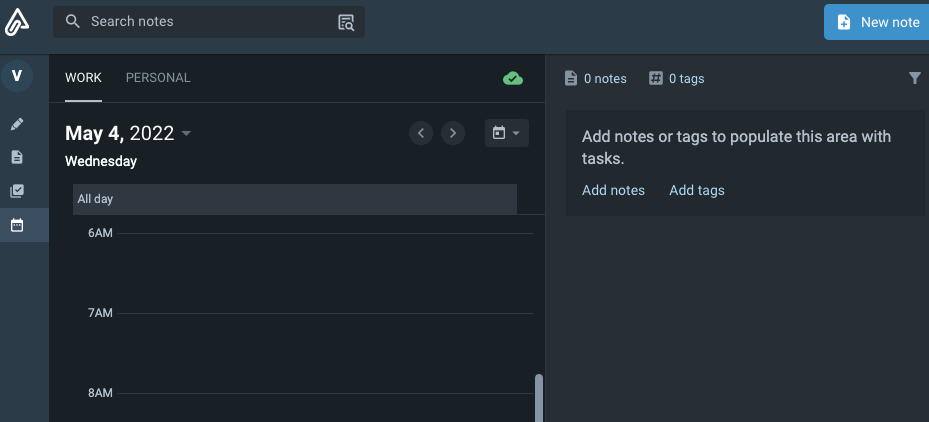 Search notes
New note
V
WORK PERSONAL
0 notes 0 tags
May 4, 2022
Wednesday
Add notes or tags to populate this area with
tasks.
Add notes Add tags
All day
6AM
7AM
8AM